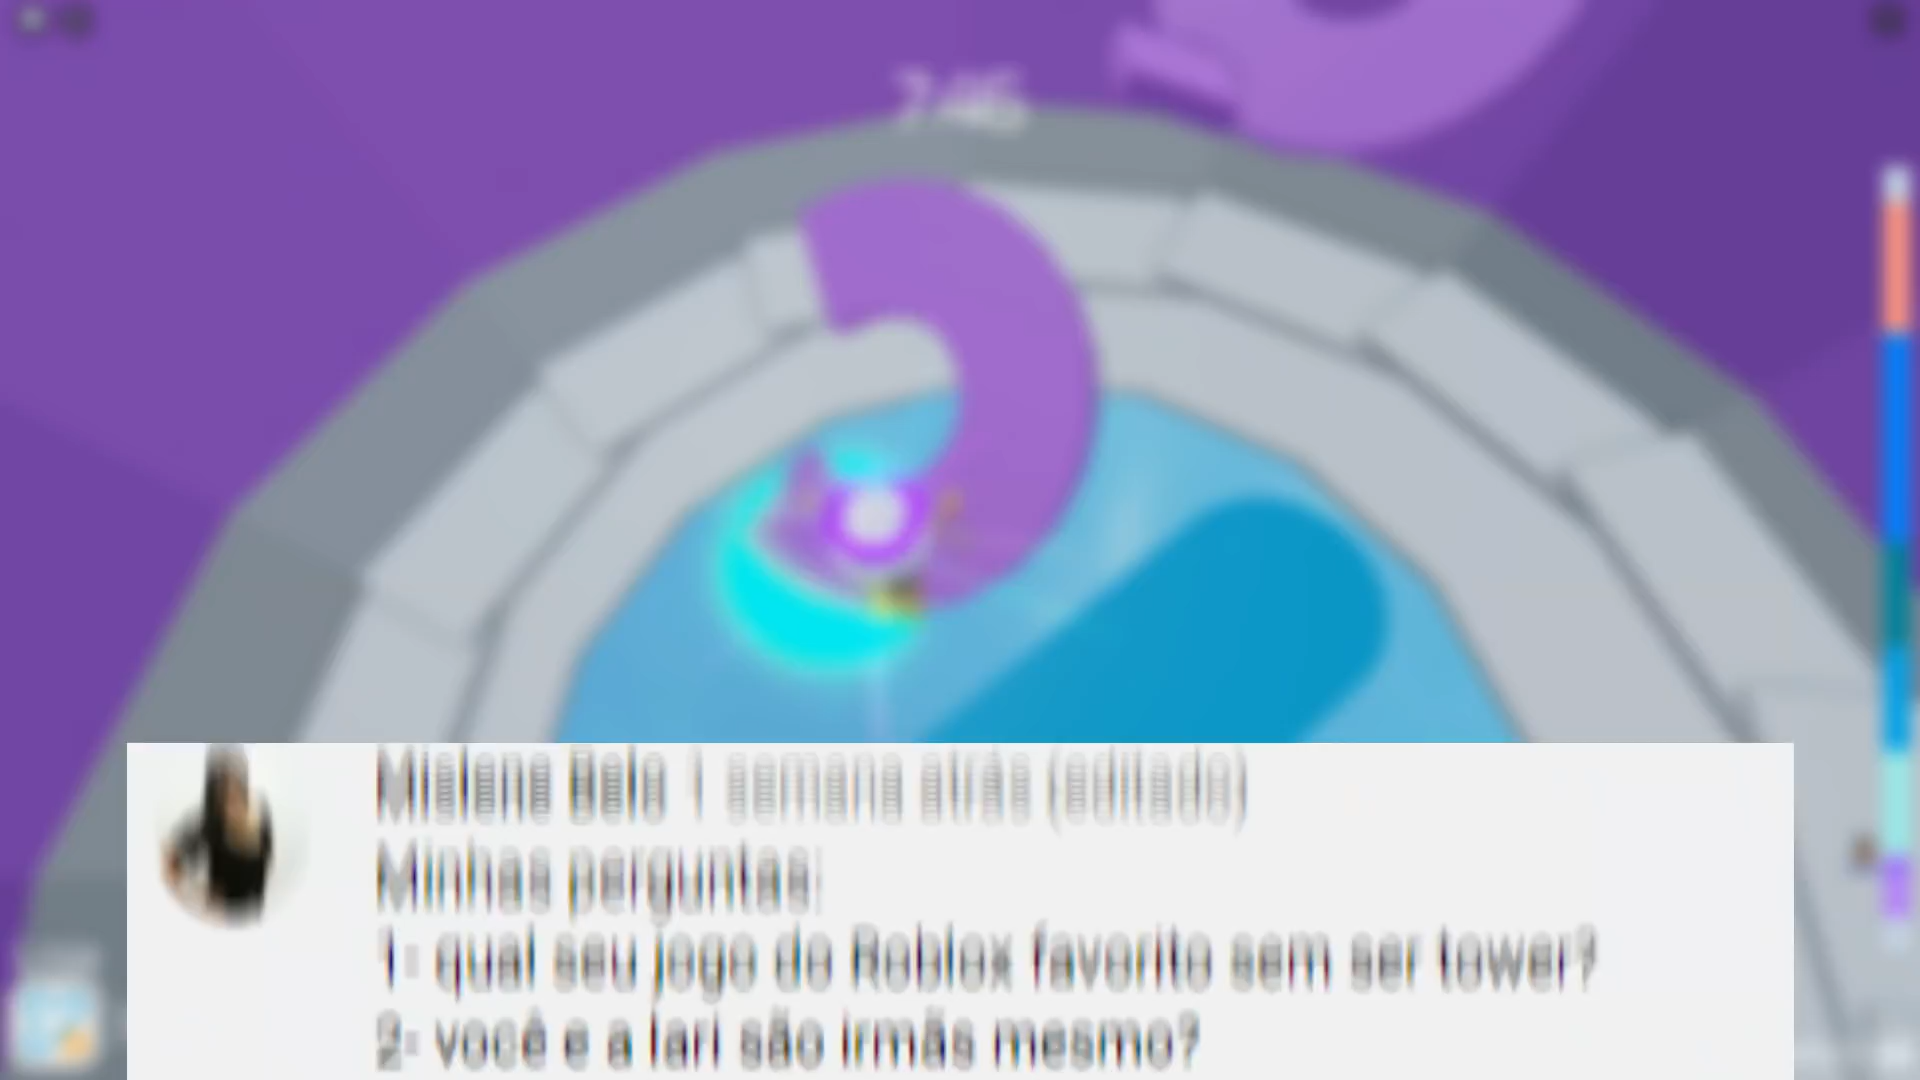 Mislene Belo 1 semana atrás (editado)
Minhas perguntas:
1- qual seu jogo do Roblox favorito sem ser tower?
2- você e a lari são irmãs mesmo?